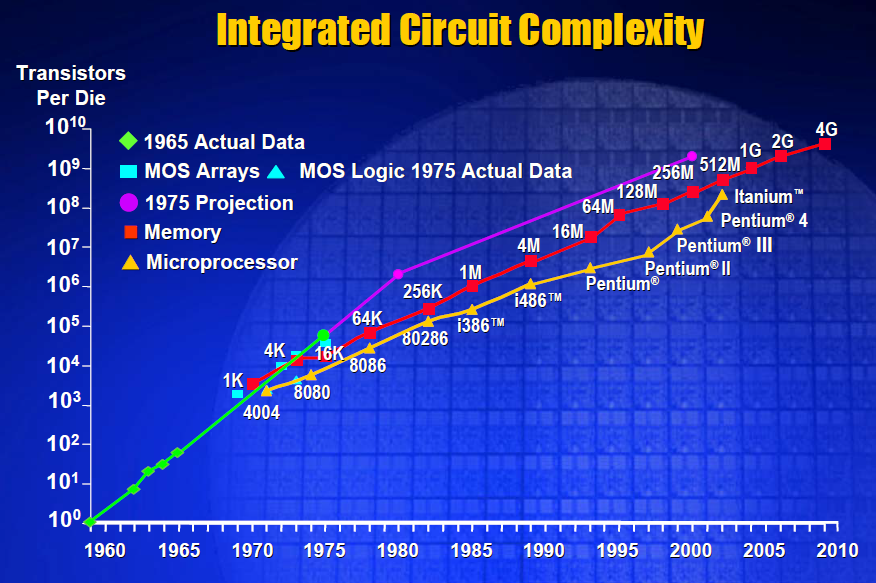 Integrated Circuit Complexity
Transistors
Per Die
10¹⁰
10⁹
10⁸
10⁷
10⁶
10⁵
10⁴
10³
10²
10¹
10⁰
1965 Actual Data
MOS Arrays MOS Logic 1975 Actual Data
1975 Projection
Memory
Microprocessor
1K
4K
16K
64K
256K
1M
4M
16M
64M
128M
256M
512M
1G
2G
4G
4004
8080
8086
80286
i386™
i486™
Pentium®
Pentium® II
Pentium® III
Pentium® 4
Itanium™
1960 1965 1970 1975 1980 1985 1990 1995 2000 2005 2010